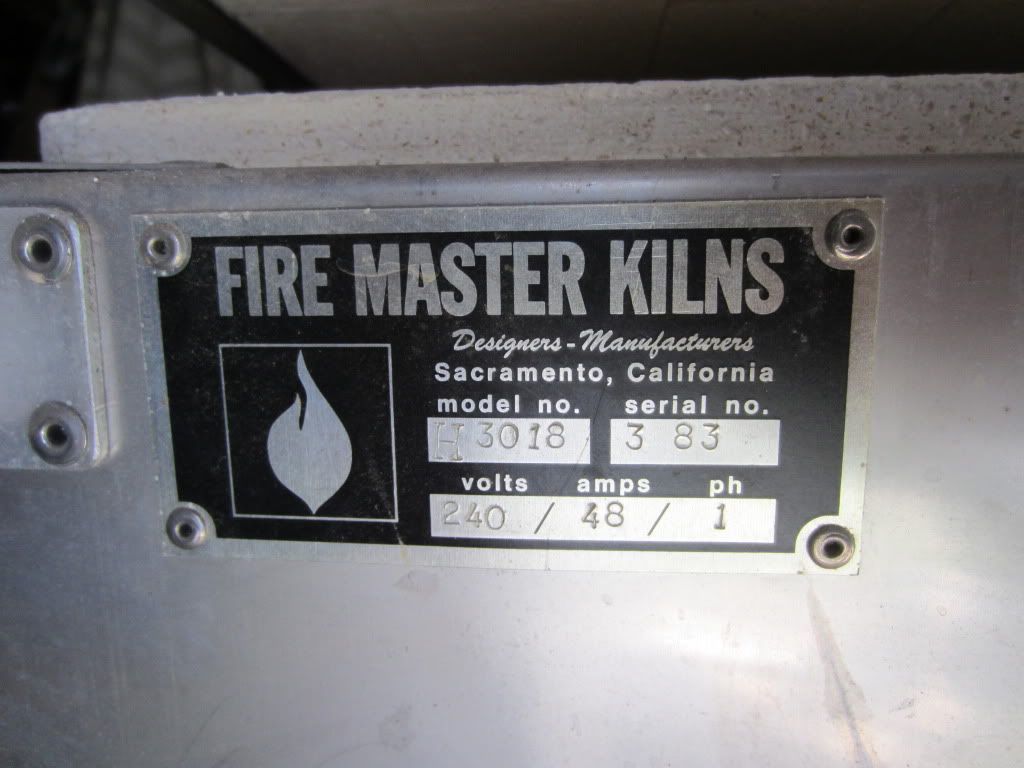 FIRE MASTER KILNS
Designers-Manufacturers
Sacramento, California
model no. serial no.
H3018 3 83
volts amps ph
240 / 48 / 1